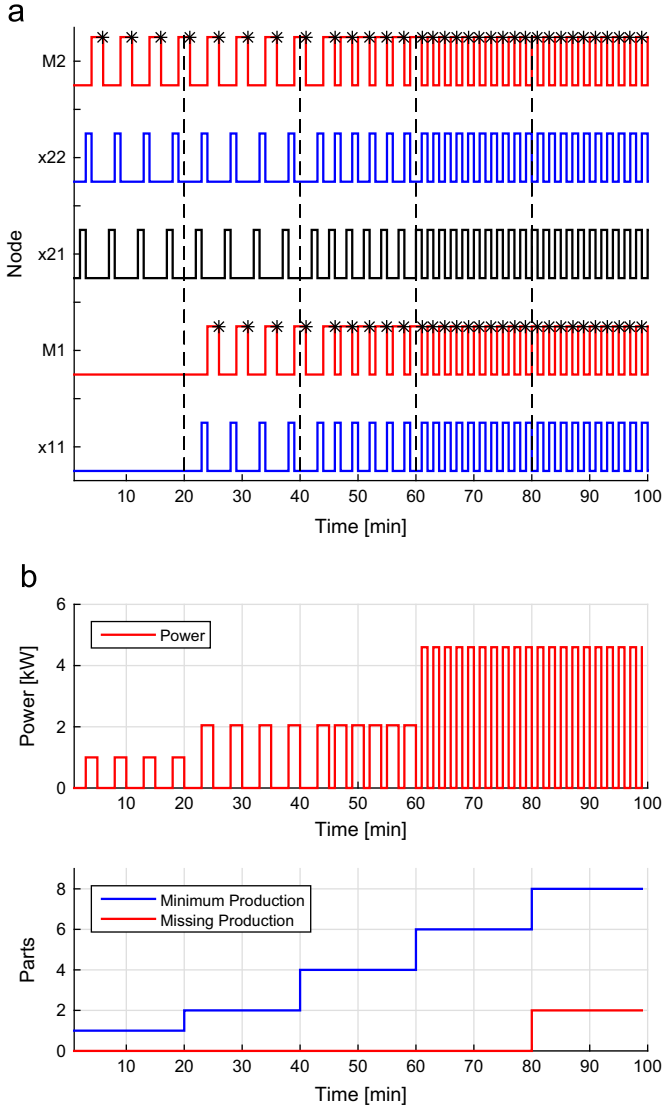 a
M2
x22
x21
M1
x11
Node
10 20 30 40 50 60 70 80 90 100
Time [min]
b
6
4
2
0
Power [kW]
Power
10 20 30 40 50 60 70 80 90 100
Time [min]
8
6
4
2
0
Parts
Minimum Production
Missing Production
10 20 30 40 50 60 70 80 90 100
Time [min]